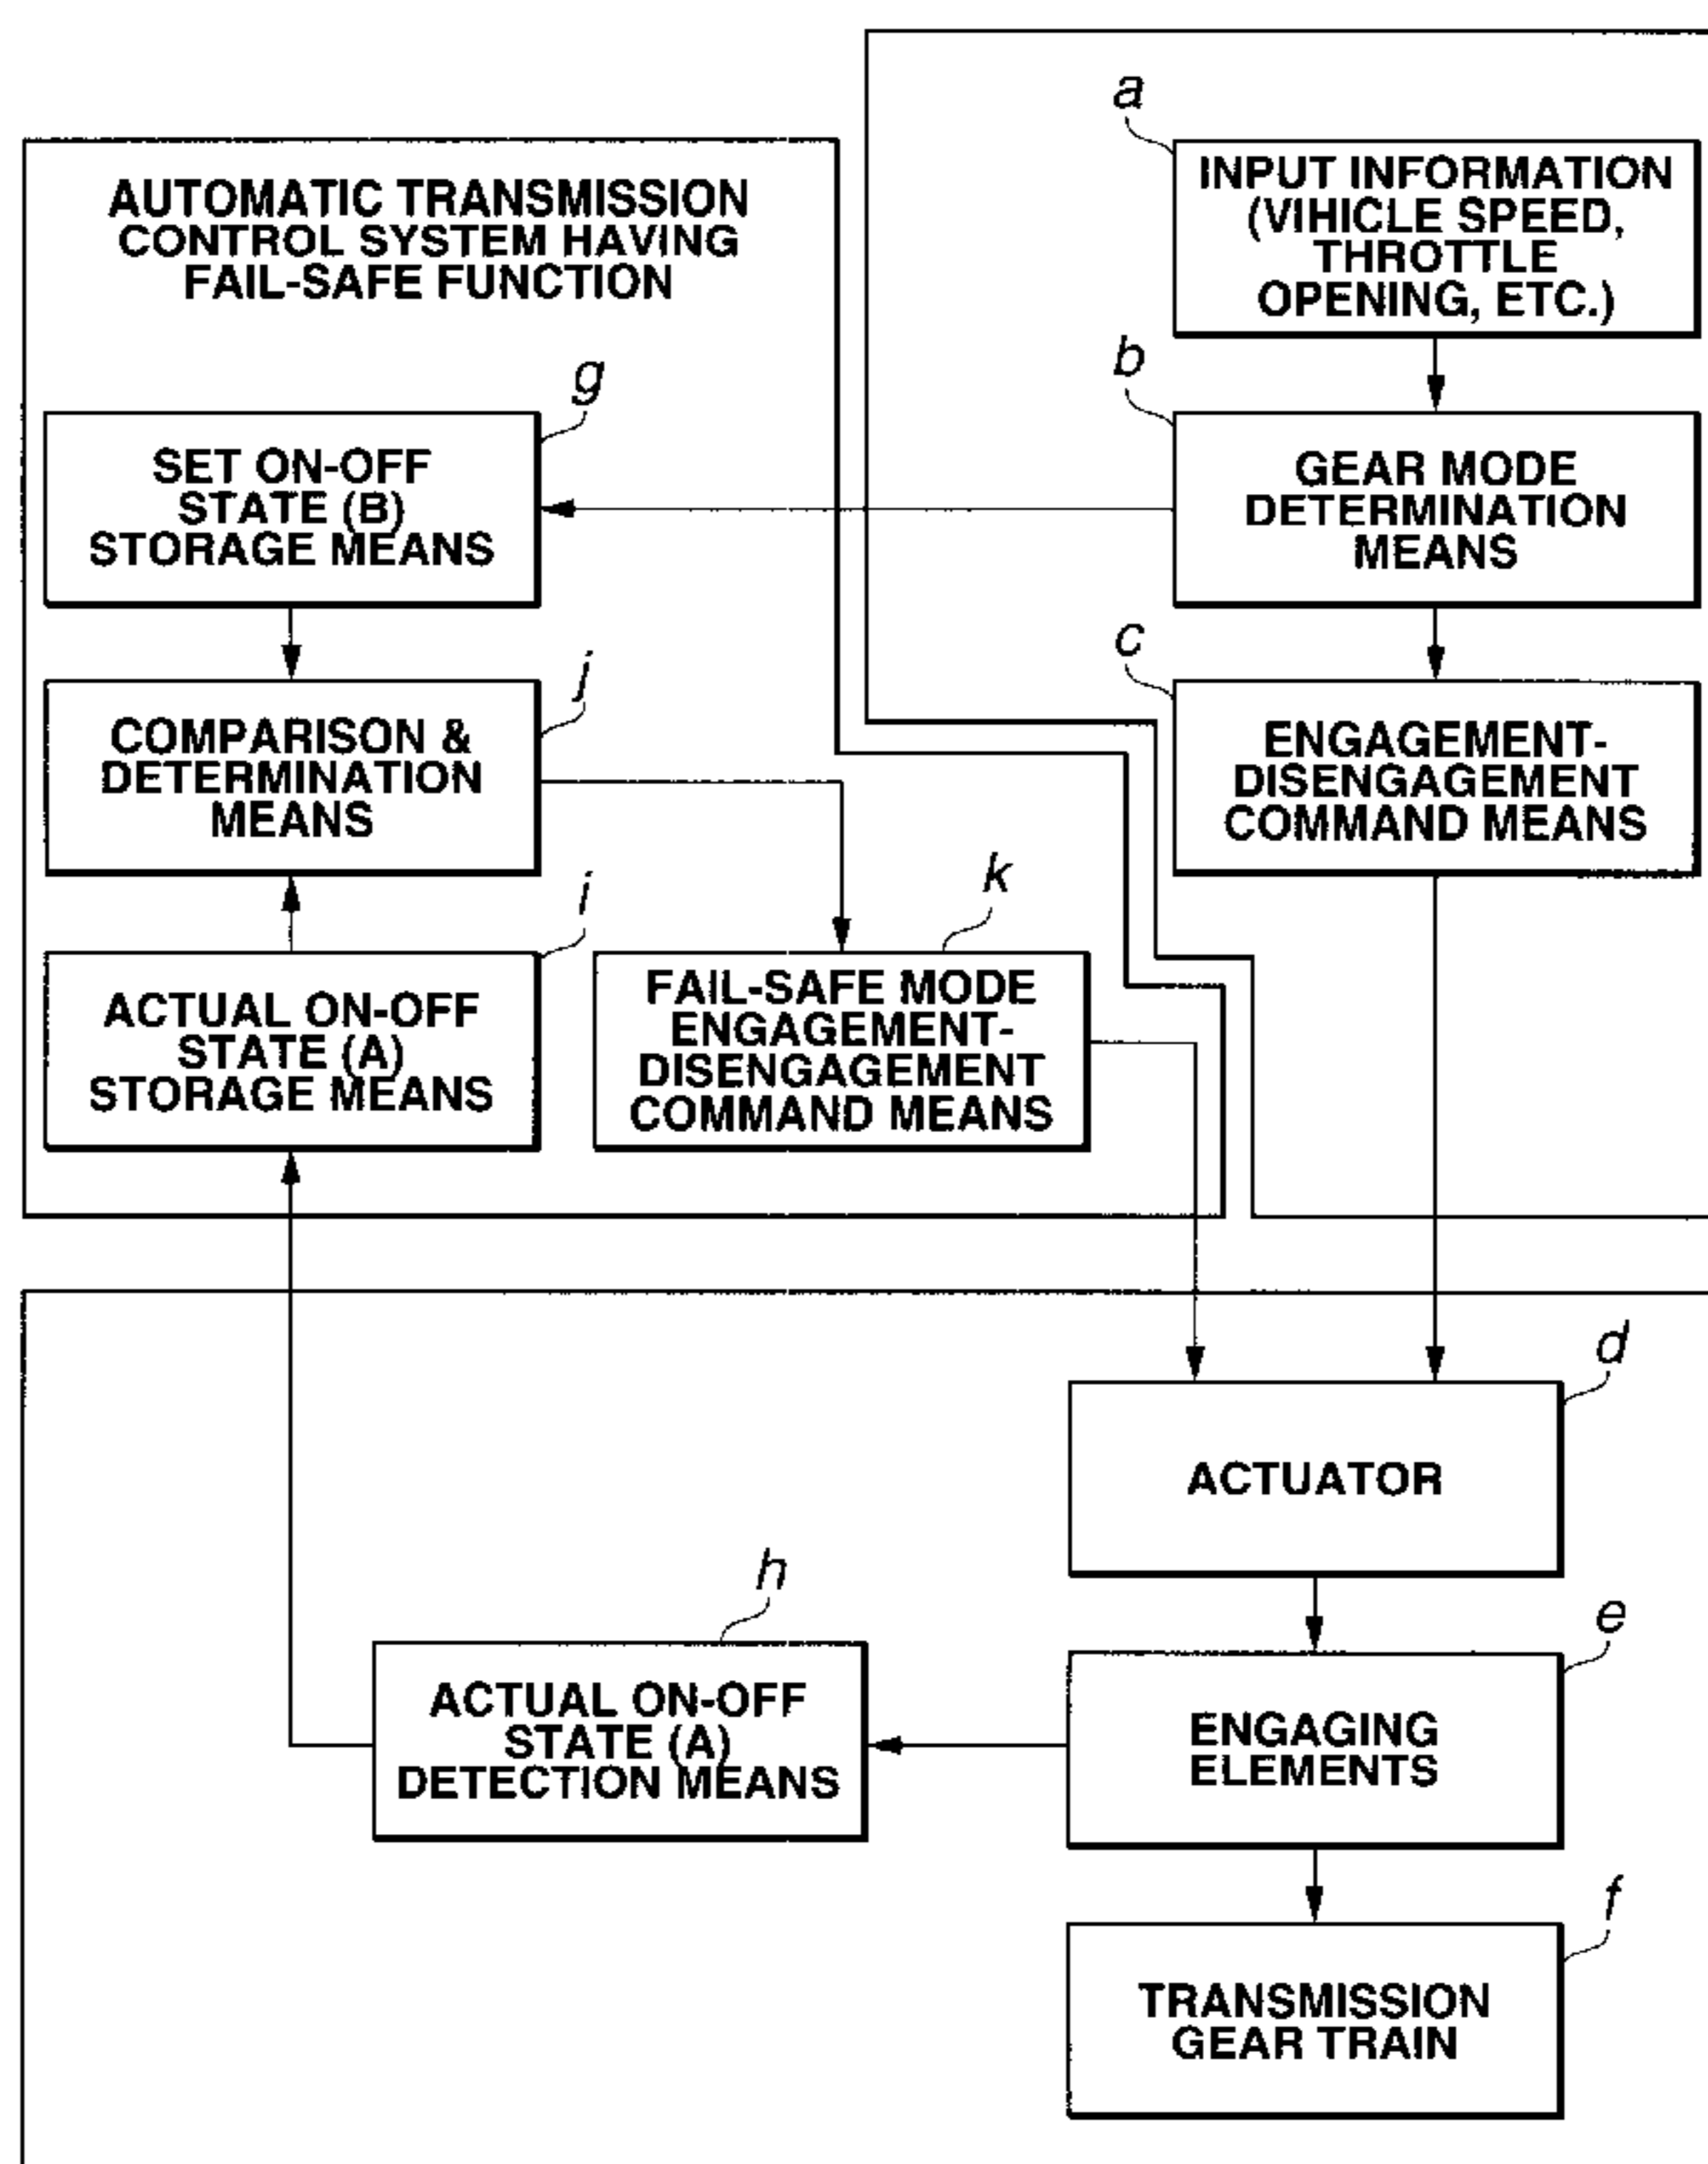 a
INPUT INFORMATION
(VIHICLE SPEED,
THROTTLE
OPENING, ETC.)
AUTOMATIC TRANSMISSION
CONTROL SYSTEM HAVING
FAIL-SAFE FUNCTION
b
GEAR MODE
DETERMINATION
MEANS
g
SET ON-OFF
STATE (B)
STORAGE MEANS
c
ENGAGEMENT-
DISENGAGEMENT
COMMAND MEANS
j
COMPARISON &
DETERMINATION
MEANS
i
ACTUAL ON-OFF
STATE (A)
STORAGE MEANS
k
FAIL-SAFE MODE
ENGAGEMENT-
DISENGAGEMENT
COMMAND MEANS
d
ACTUATOR
h
ACTUAL ON-OFF
STATE (A)
DETECTION MEANS
e
ENGAGING
ELEMENTS
f
TRANSMISSION
GEAR TRAIN